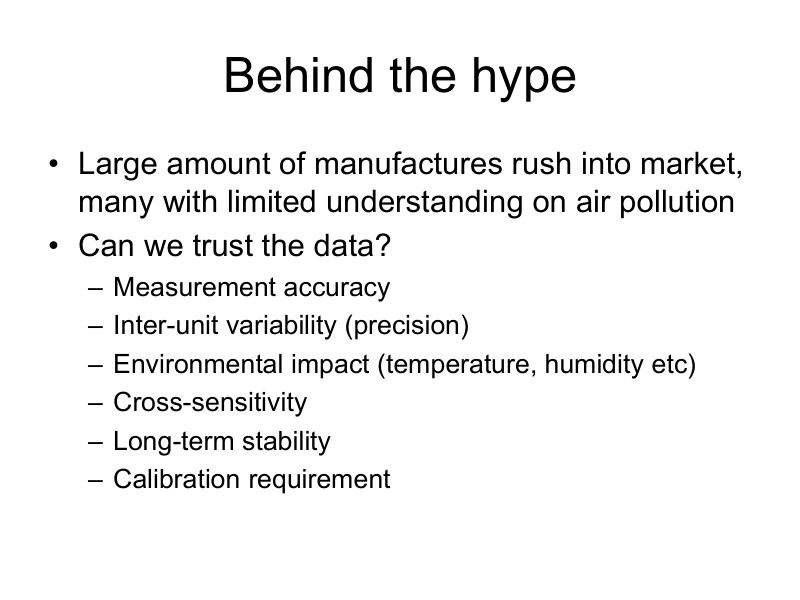 Behind the hype
• Large amount of manufactures rush into market,
many with limited understanding on air pollution
• Can we trust the data?
– Measurement accuracy
– Inter-unit variability (precision)
– Environmental impact (temperature, humidity etc)
– Cross-sensitivity
– Long-term stability
– Calibration requirement